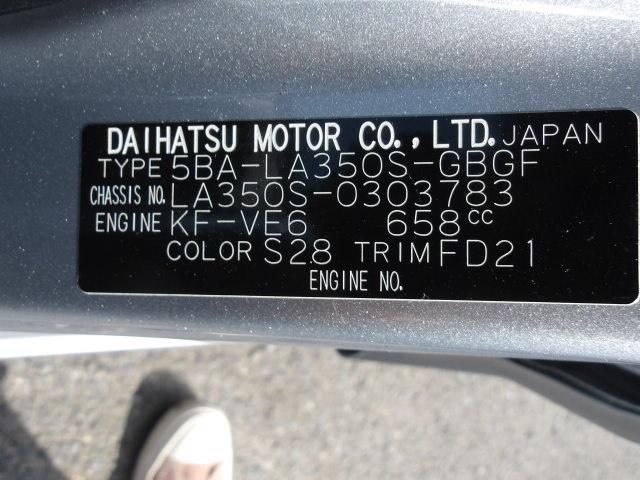 DAIHATSU MOTOR CO., LTD. JAPAN
TYPE 5BA-LA350S-GBGF
CHASSIS NO. LA350S-0303783
ENGINE KF-VE6 658cc
COLOR S28 TRIM FD21
ENGINE NO.